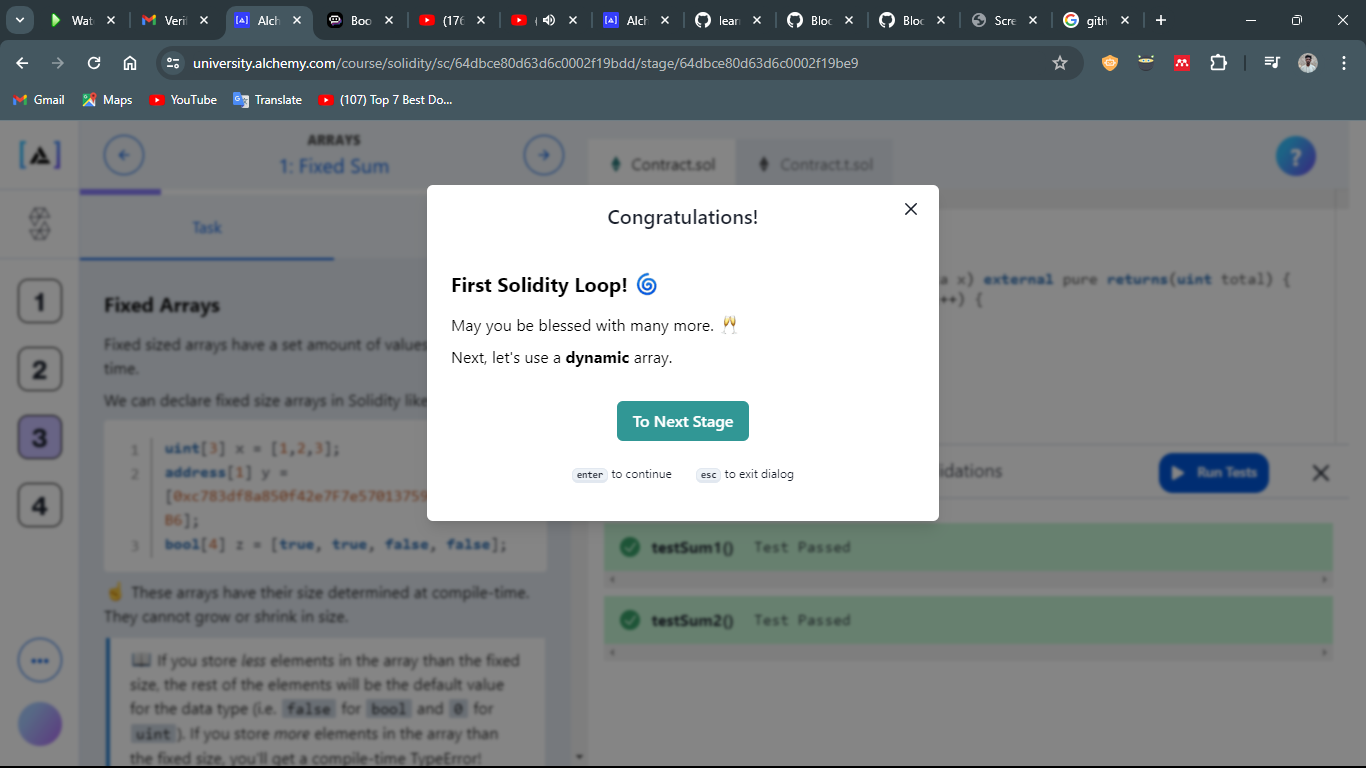 Wat
Veri
Alch
Boo
(176
(
Alc
lear
Bloc
Bloc
Scre
gith
university.alchemy.com/course/solidity/sc/64dbce80d63d6c0002f19bdd/stage/64dbce80d63d6c0002f19be9
Gmail
Maps
YouTube
Translate
(107) Top 7 Best Do...
ARRAYS
1: Fixed Sum
Task
1
2
3
4
Fixed Arrays
Fixed sized arrays have a set amount of values
time.
We can declare fixed size arrays in Solidity like
1 uint[3] x = [1,2,3];
2 address[1] y =
[0xc783df8a850f42e7F7e57013759
B6];
3 bool[4] z = [true, true, false, false];
☝️ These arrays have their size determined at compile-time.
They cannot grow or shrink in size.
📖 If you store less elements in the array than the fixed
size, the rest of the elements will be the default value
for the data type (i.e. false for bool and 0 for
uint). If you store more elements in the array than
the fixed size, you'll get a compile-time TypeError!
Contract.sol
Contract.t.sol
?
a x) external pure returns(uint total) {
++) {
Congratulations!
First Solidity Loop! 🌀
May you be blessed with many more. 🥂
Next, let's use a dynamic array.
To Next Stage
enter to continue
esc to exit dialog
idations
Run Tests
testSum1() Test Passed
testSum2() Test Passed